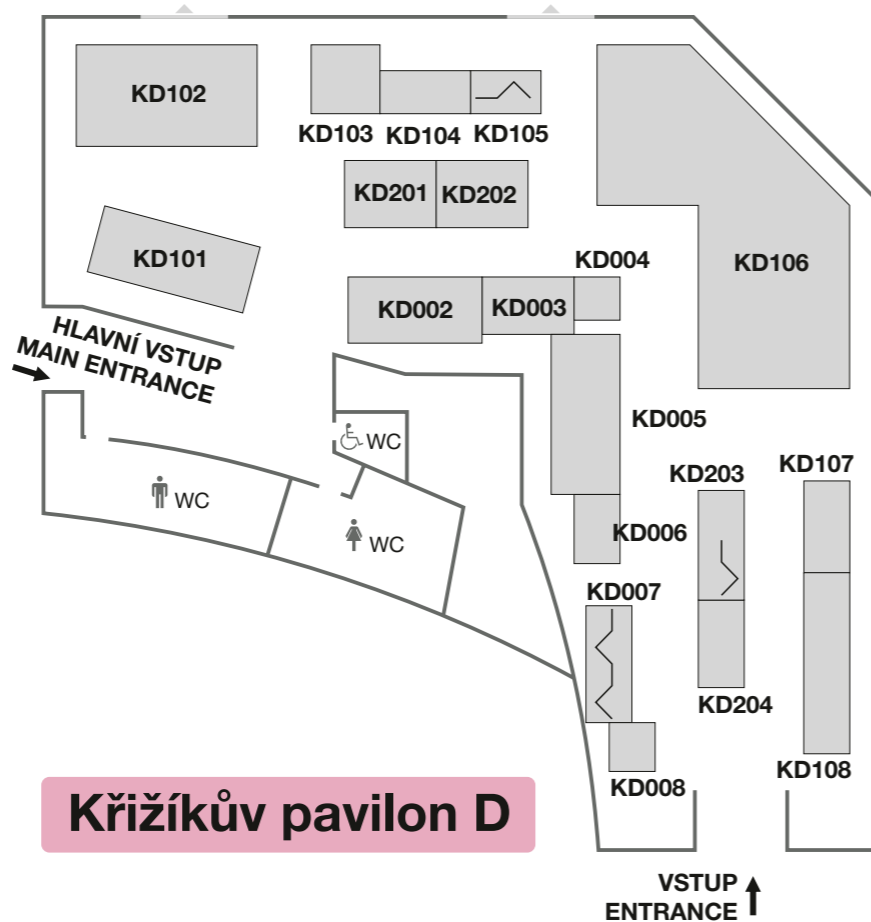 KD102
KD103
KD104
KD105
KD201
KD202
KD101
KD106
KD004
KD002
KD003
HLAVNÍ VSTUP
MAIN ENTRANCE
KD005
WC
KD203
KD107
WC
WC
KD006
KD007
KD204
KD008
KD108
Křižíkův pavilon D
VSTUP
ENTRANCE